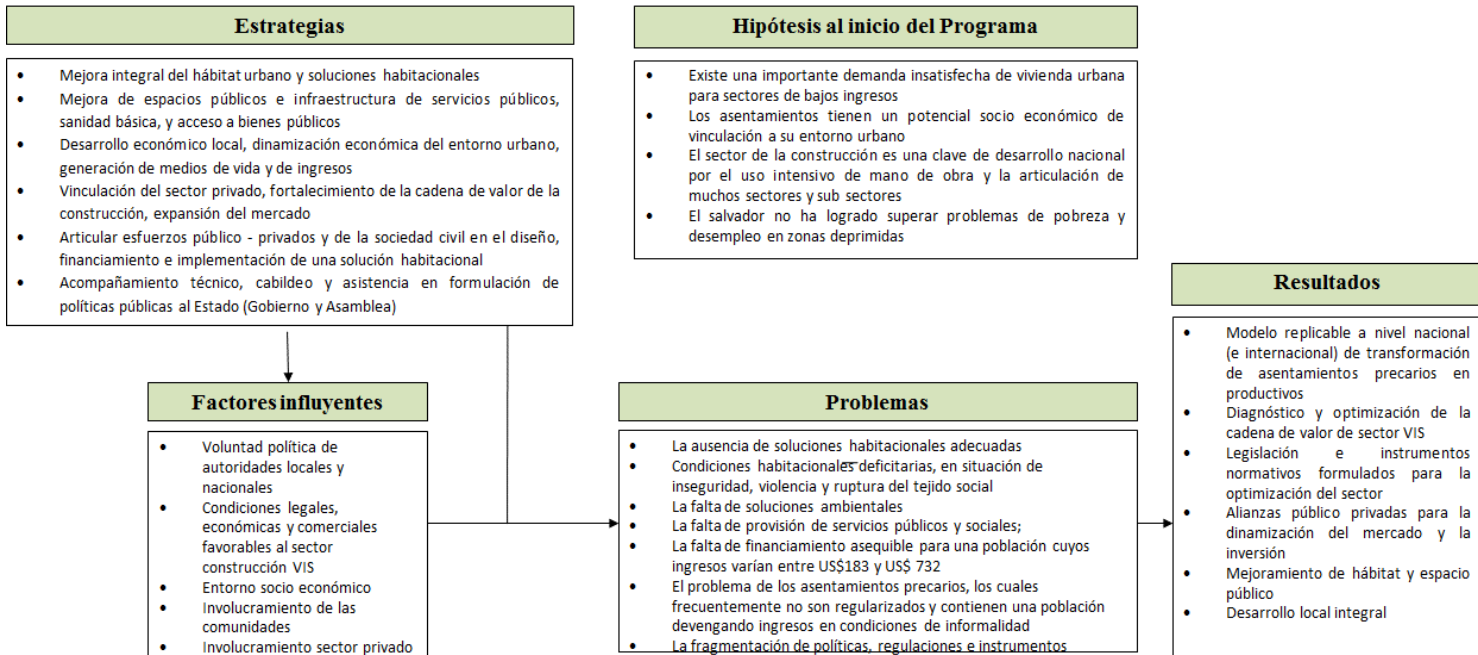 Estrategias
• Mejora integral del hábitat urbano y soluciones habitacionales
• Mejora de espacios públicos e infraestructura de servicios públicos,
sanidad básica, y acceso a bienes públicos
• Desarrollo económico local, dinamización económica del entorno urbano,
generación de medios de vida y de ingresos
• Vinculación del sector privado, fortalecimiento de la cadena de valor de la
construcción, expansión del mercado
• Articular esfuerzos público - privados y de la sociedad civil en el diseño,
financiamiento e implementación de una solución habitacional
• Acompañamiento técnico, cabildeo y asistencia en formulación de
políticas públicas al Estado (Gobierno y Asamblea)
Hipótesis al inicio del Programa
• Existe una importante demanda insatisfecha de vivienda urbana
para sectores de bajos ingresos
• Los asentamientos tienen un potencial socio económico de
vinculación a su entorno urbano
• El sector de la construcción es una clave de desarrollo nacional
por el uso intensivo de mano de obra y la articulación de
muchos sectores y sub sectores
• El salvador no ha logrado superar problemas de pobreza y
desempleo en zonas deprimidas
Factores influyentes
• Voluntad política de
autoridades locales y
nacionales
• Condiciones legales,
económicas y comerciales
favorables al sector
construcción VIS
• Entorno socio económico
• Involucramiento de las
comunidades
• Involucramiento sector privado
Problemas
• La ausencia de soluciones habitacionales adecuadas
• Condiciones habitacionales deficitarias, en situación de
inseguridad, violencia y ruptura del tejido social
• La falta de soluciones ambientales
• La falta de provisión de servicios públicos y sociales;
• La falta de financiamiento asequible para una población cuyos
ingresos varían entre US$183 y US$ 732
• El problema de los asentamientos precarios, los cuales
frecuentemente no son regularizados y contienen una población
devengando ingresos en condiciones de informalidad
• La fragmentación de políticas, regulaciones e instrumentos
Resultados
• Modelo replicable a nivel nacional
(e internacional) de transformación
de asentamientos precarios en
productivos
• Diagnóstico y optimización de la
cadena de valor de sector VIS
• Legislación e instrumentos
normativos formulados para la
optimización del sector
• Alianzas público privadas para la
dinamización del mercado y la
inversión
• Mejoramiento de hábitat y espacio
público
• Desarrollo local integral